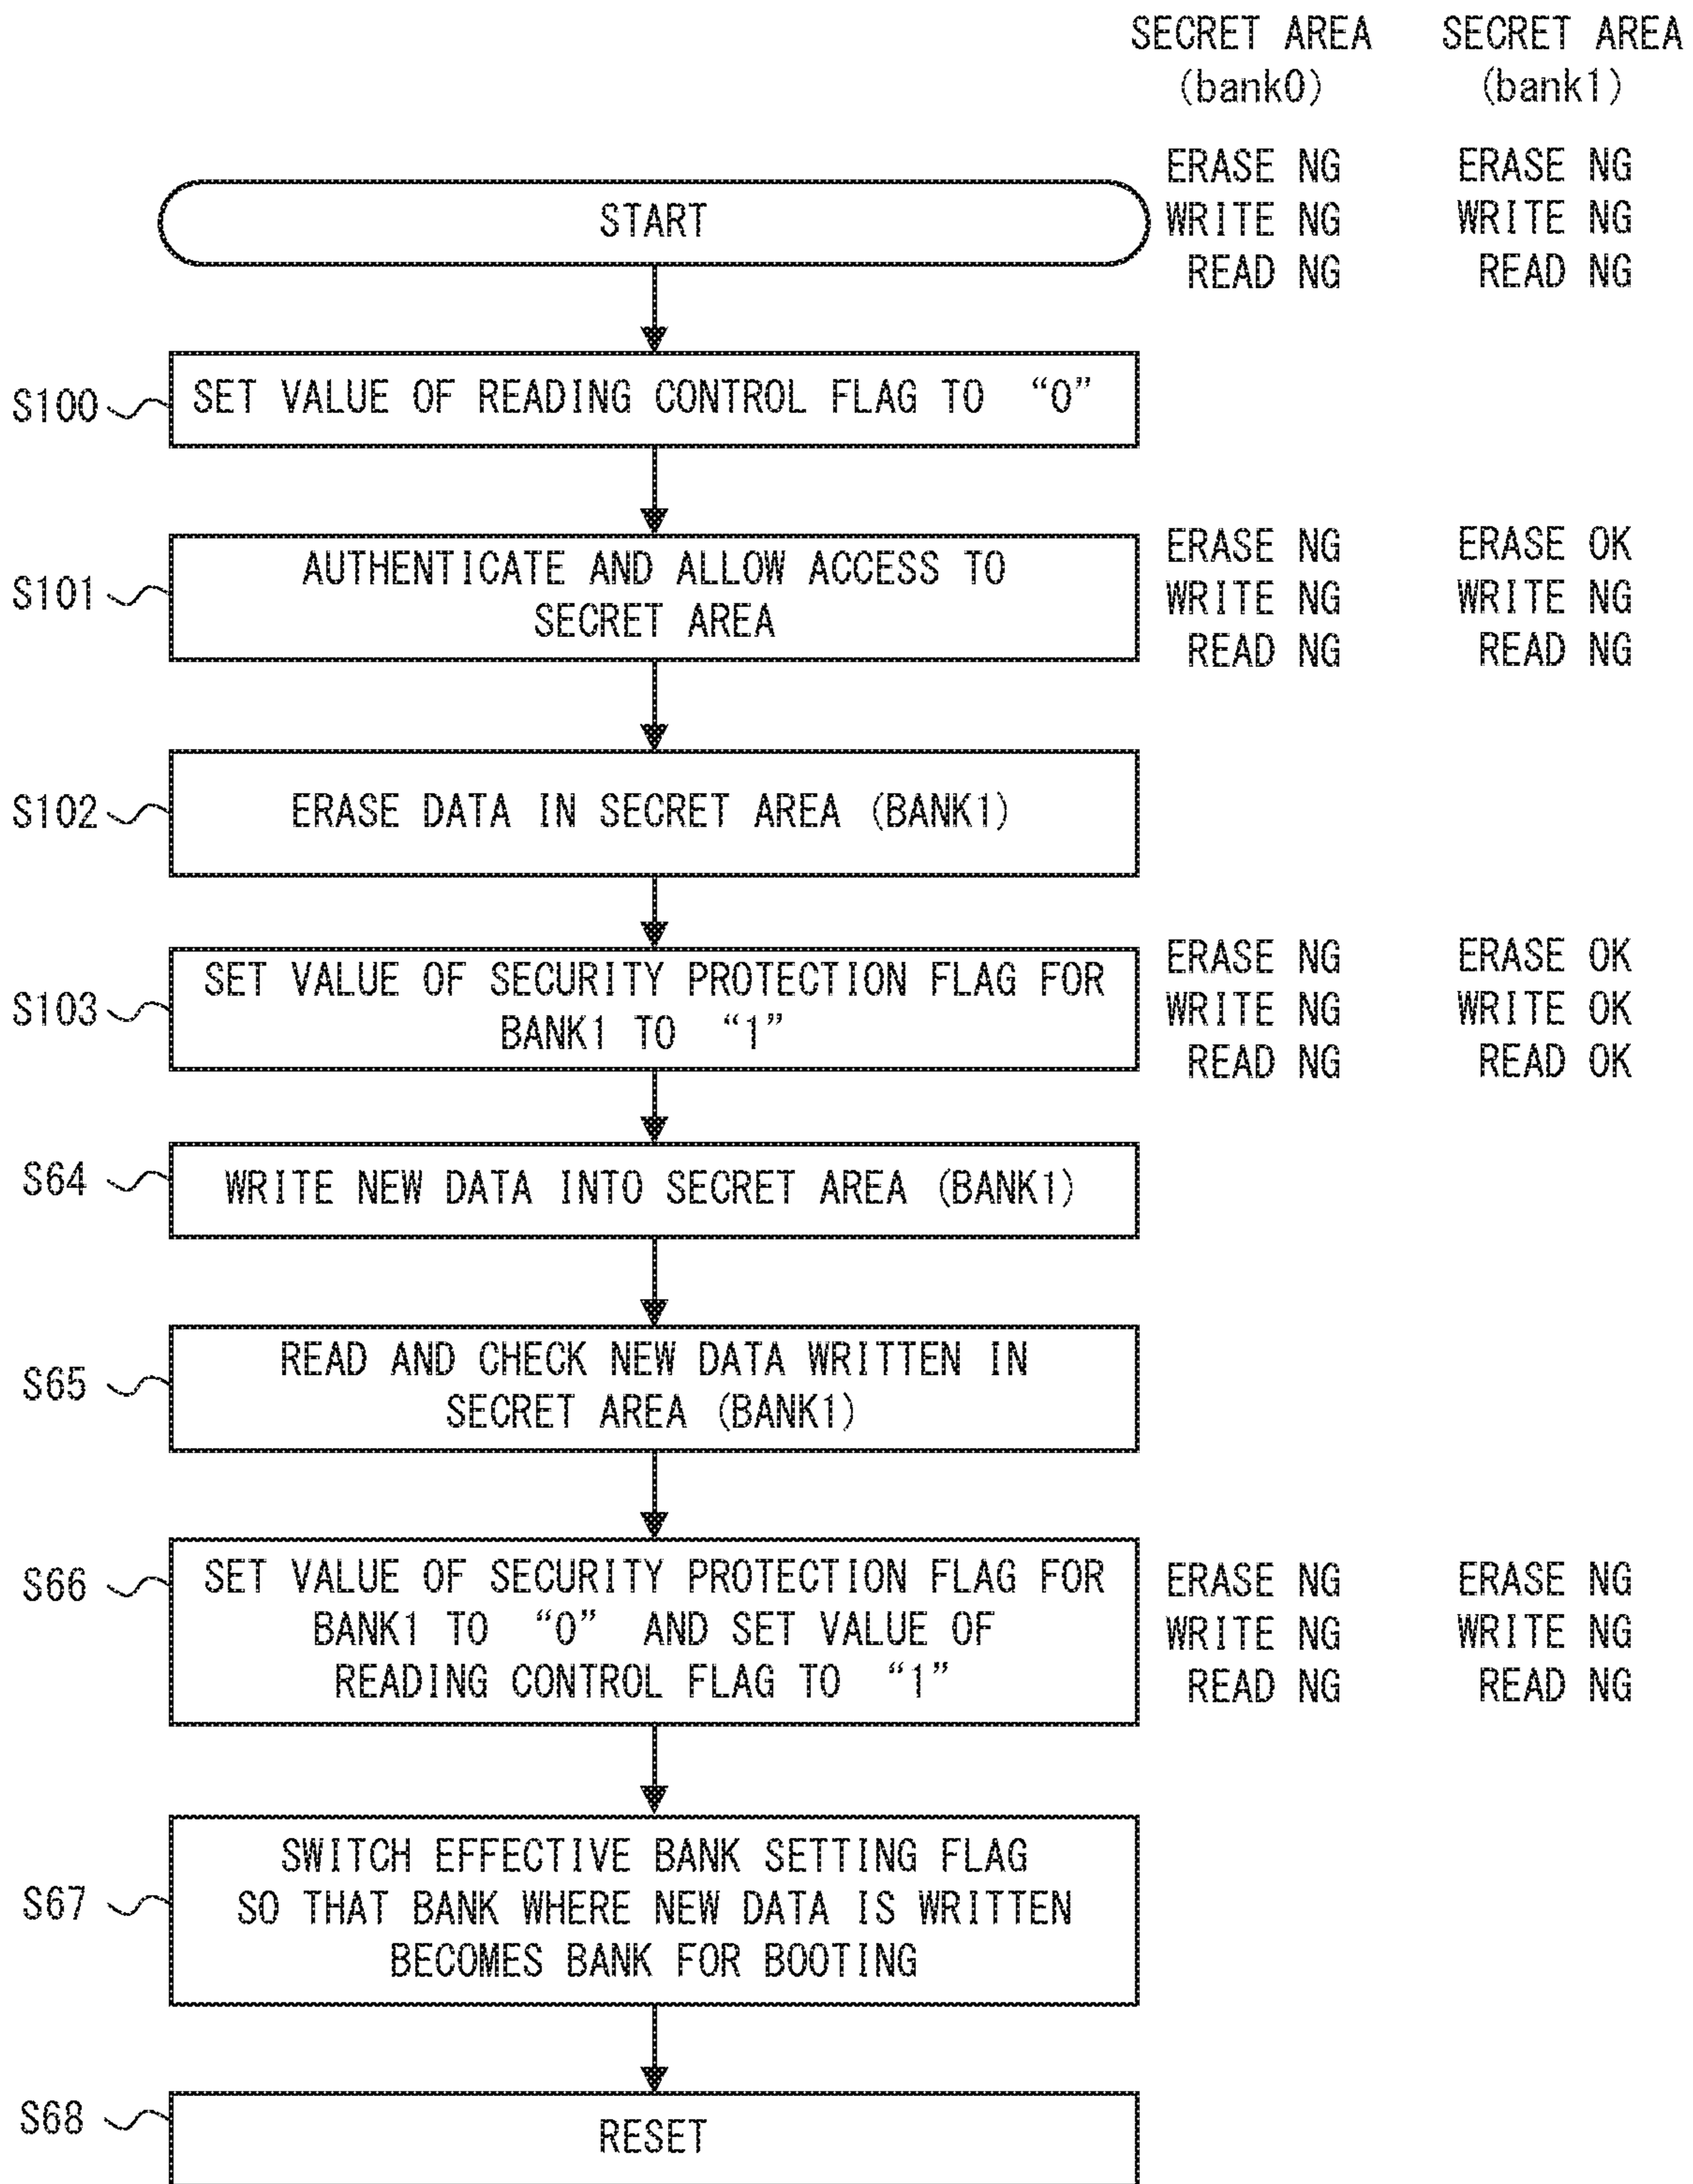 SECRET AREA SECRET AREA
(bank0) (bank1)
ERASE NG ERASE NG
START WRITE NG WRITE NG
READ NG READ NG
S100 SET VALUE OF READING CONTROL FLAG TO “0”
AUTHENTICATE AND ALLOW ACCESS TO ERASE NG ERASE OK
S101 SECRET AREA WRITE NG WRITE NG
READ NG READ NG
S102 ERASE DATA IN SECRET AREA (BANK1)
SET VALUE OF SECURITY PROTECTION FLAG FOR ERASE NG ERASE OK
S103 BANK1 TO “1” WRITE NG WRITE OK
READ NG READ OK
S64 WRITE NEW DATA INTO SECRET AREA (BANK1)
READ AND CHECK NEW DATA WRITTEN IN
S65 SECRET AREA (BANK1)
S66 SET VALUE OF SECURITY PROTECTION FLAG FOR ERASE NG ERASE NG
BANK1 TO “0” AND SET VALUE OF WRITE NG WRITE NG
READING CONTROL FLAG TO “1” READ NG READ NG
SWITCH EFFECTIVE BANK SETTING FLAG
S67 SO THAT BANK WHERE NEW DATA IS WRITTEN
BECOMES BANK FOR BOOTING
S68 RESET